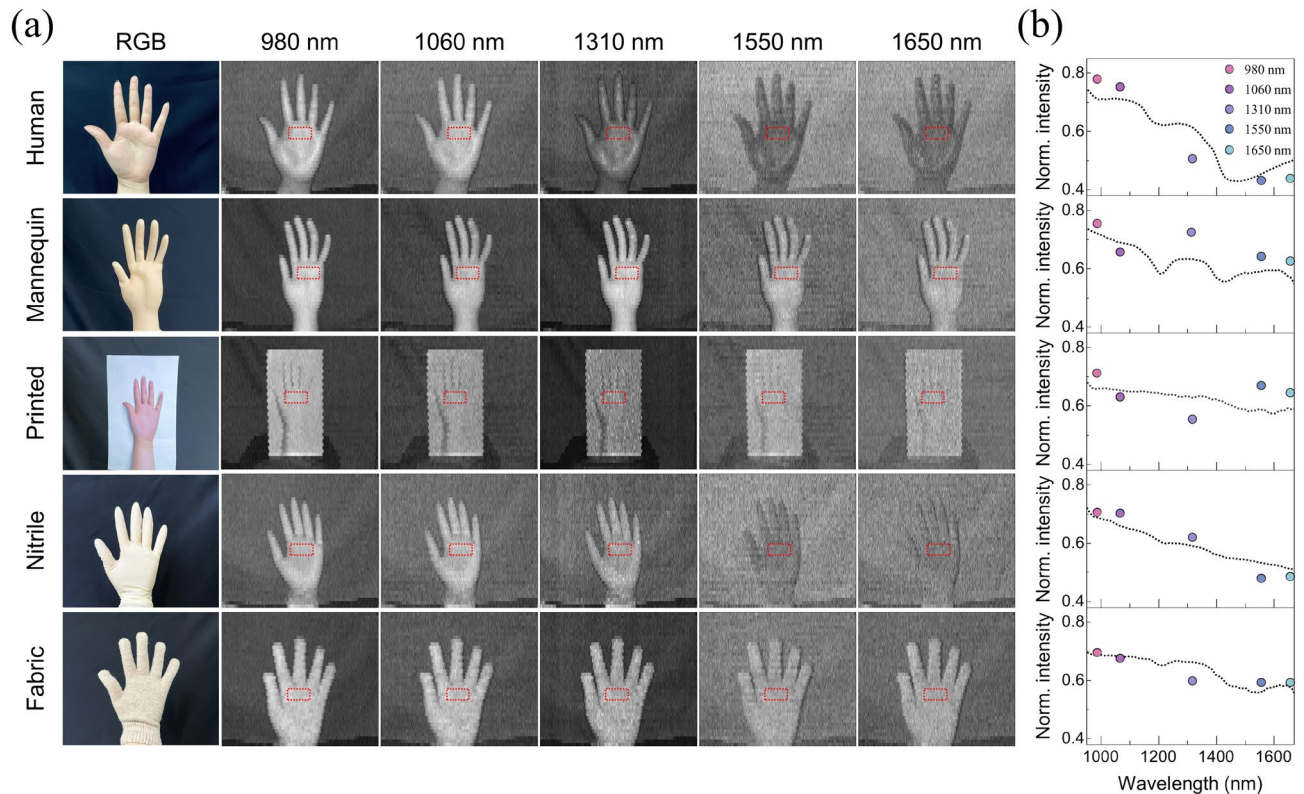 (a)
RGB 980 nm 1060 nm 1310 nm 1550 nm 1650 nm
Human
Mannequin
Printed
Nitrile
Fabric
(b)
Norm. intensity
0.8
0.6
0.4
980 nm
1060 nm
1310 nm
1550 nm
1650 nm
Norm. intensity
0.8
0.6
0.4
Norm. intensity
0.8
0.6
0.4
Norm. intensity
0.8
0.6
0.4
Norm. intensity
0.8
0.6
0.4
1000 1200 1400 1600
Wavelength (nm)